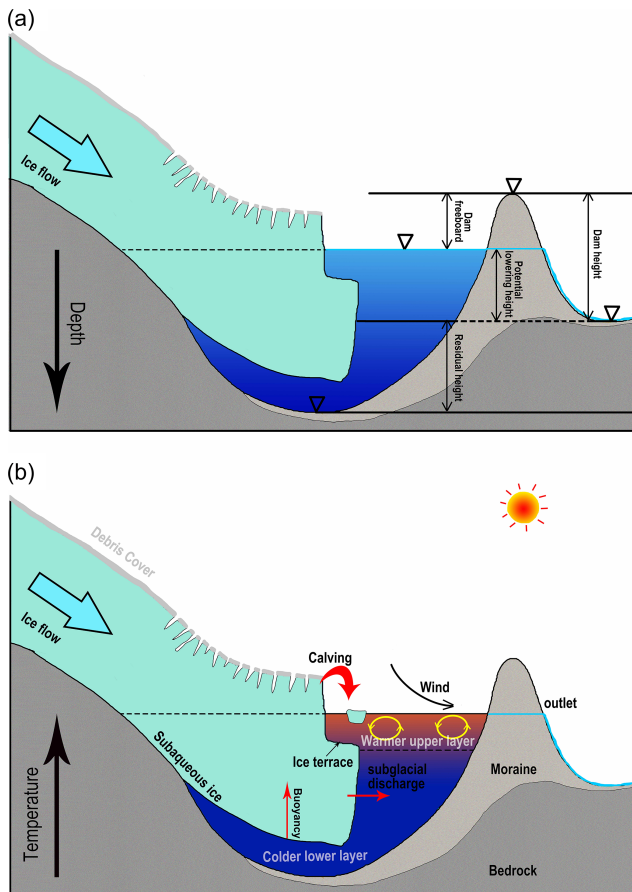 (a)
Ice flow
Depth
Dam
freeboard
Potential
lowering height
Dam height
Residual height
(b)
Debris Cover
Ice flow
Calving
Wind
outlet
Warmer upper layer
Ice terrace
subglacial
discharge
Moraine
Subaqueous ice
Buoyancy
Colder lower layer
Temperature
Bedrock